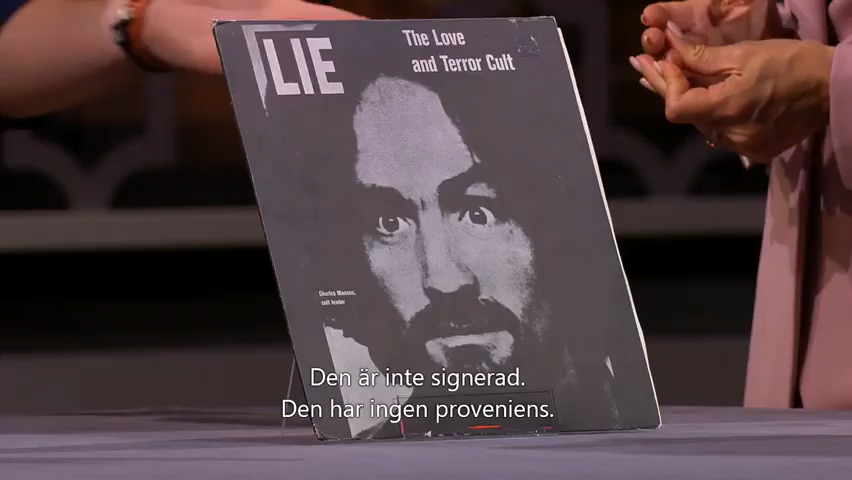 LIE
The Love
and Terror Cult
Charles Manson,
cult leader
Den är inte signerad.
Den har ingen proveniens.